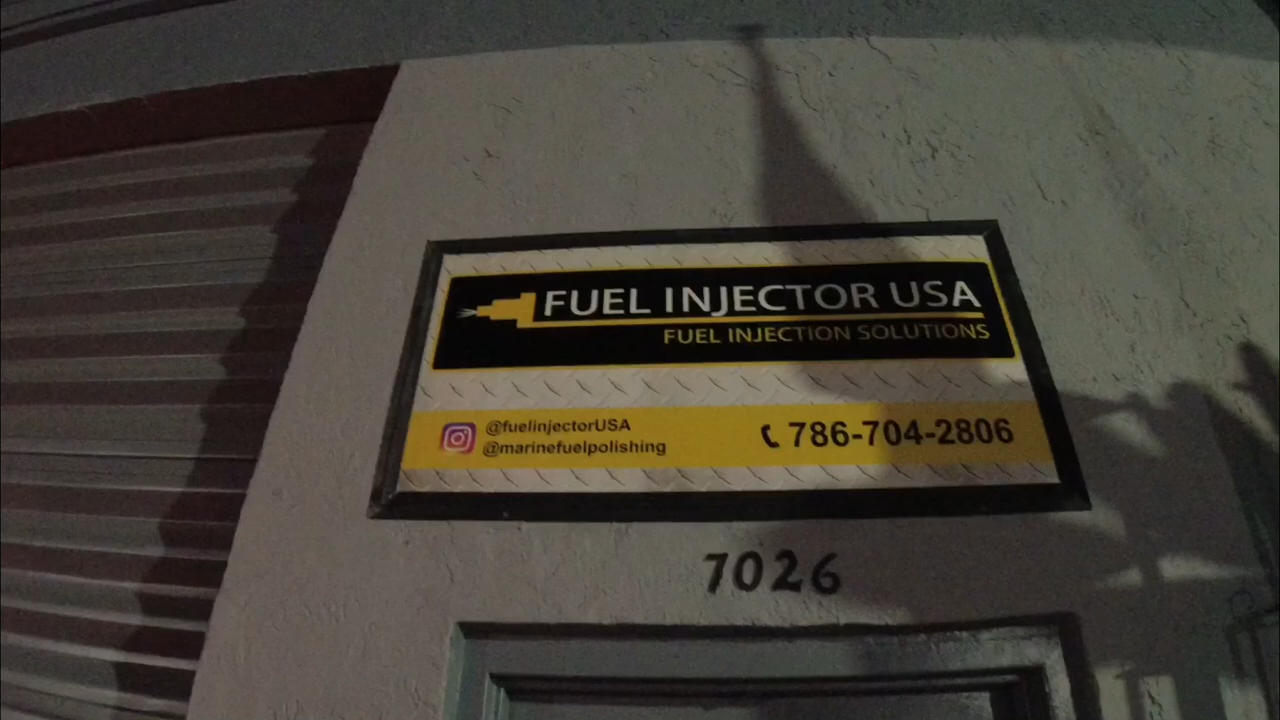 FUEL INJECTOR USA
FUEL INJECTION SOLUTIONS
@fuelinjectorUSA
@marinefuelpolishing
786-704-2806
7026